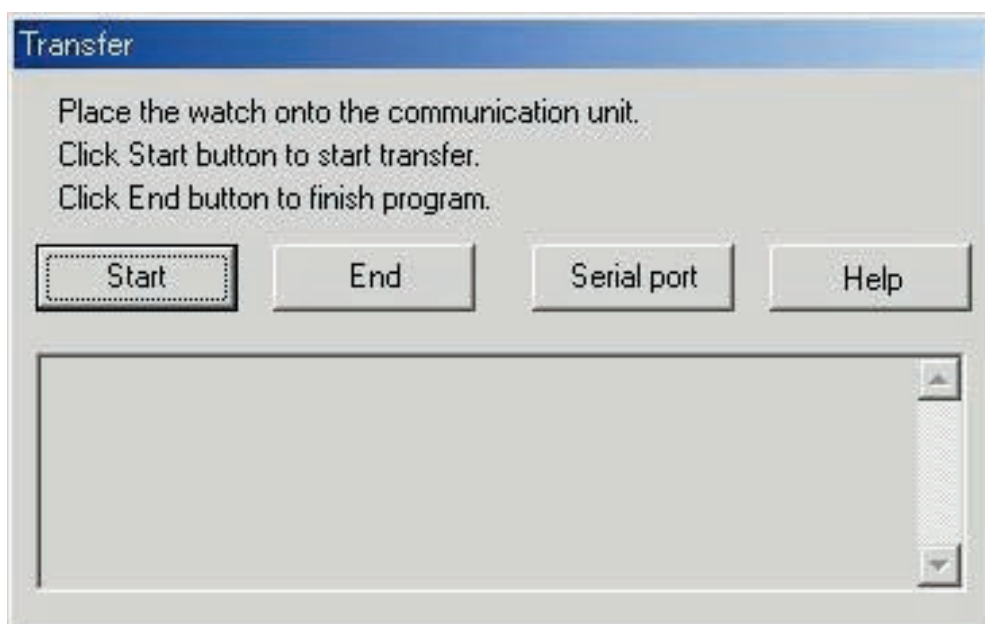 Transfer
Place the watch onto the communication unit.
Click Start button to start transfer.
Click End button to finish program.
Start End Serial port Help